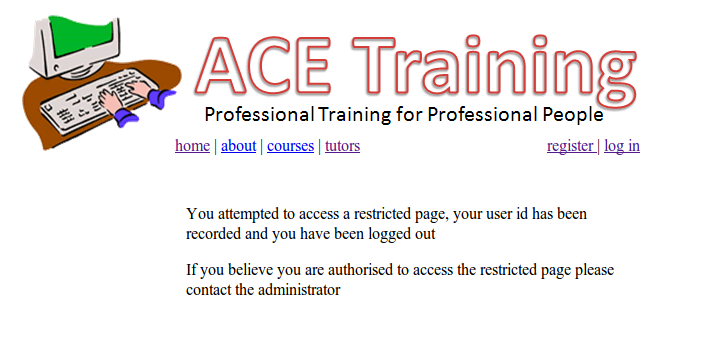 ACE Training
Professional Training for Professional People
home | about | courses | tutors
register | log in
You attempted to access a restricted page, your user id has been
recorded and you have been logged out
If you believe you are authorised to access the restricted page please
contact the administrator